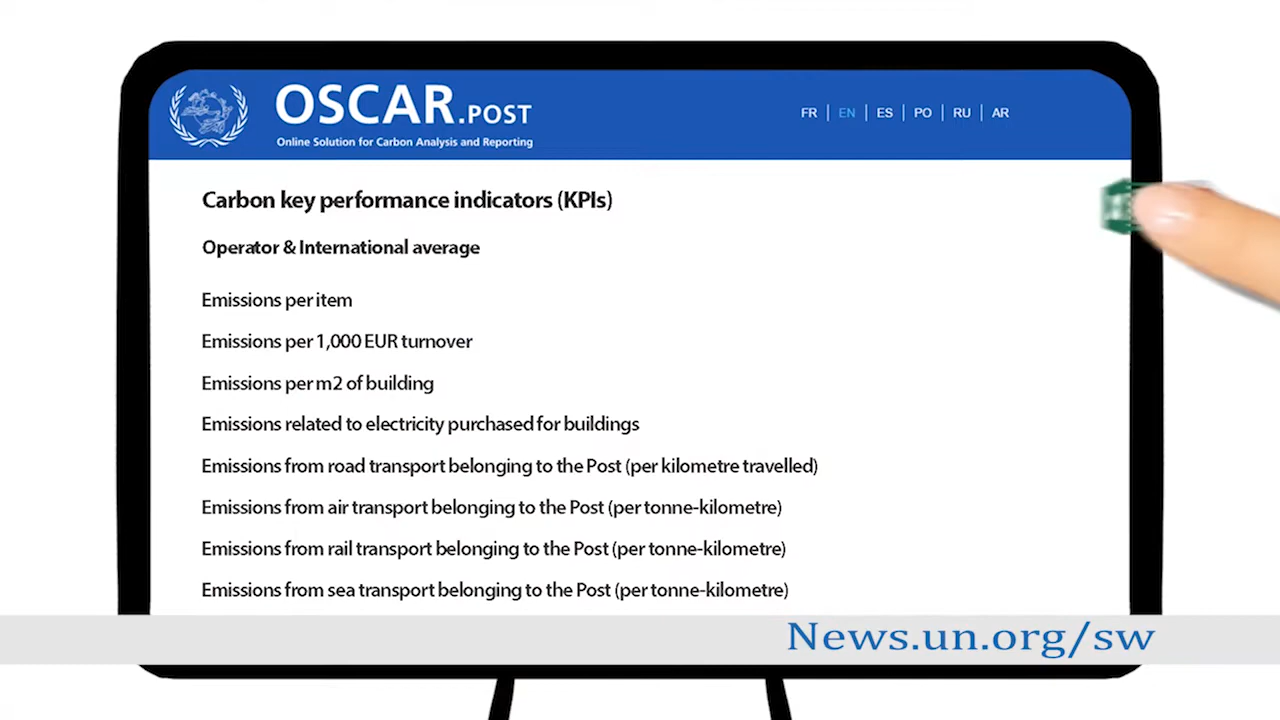 OSCAR.POST
Online Solution for Carbon Analysis and Reporting
FR | EN | ES | PO | RU | AR
Carbon key performance indicators (KPIs)
Operator & International average
Emissions per item
Emissions per 1,000 EUR turnover
Emissions per m2 of building
Emissions related to electricity purchased for buildings
Emissions from road transport belonging to the Post (per kilometre travelled)
Emissions from air transport belonging to the Post (per tonne-kilometre)
Emissions from rail transport belonging to the Post (per tonne-kilometre)
Emissions from sea transport belonging to the Post (per tonne-kilometre)
News.un.org/sw